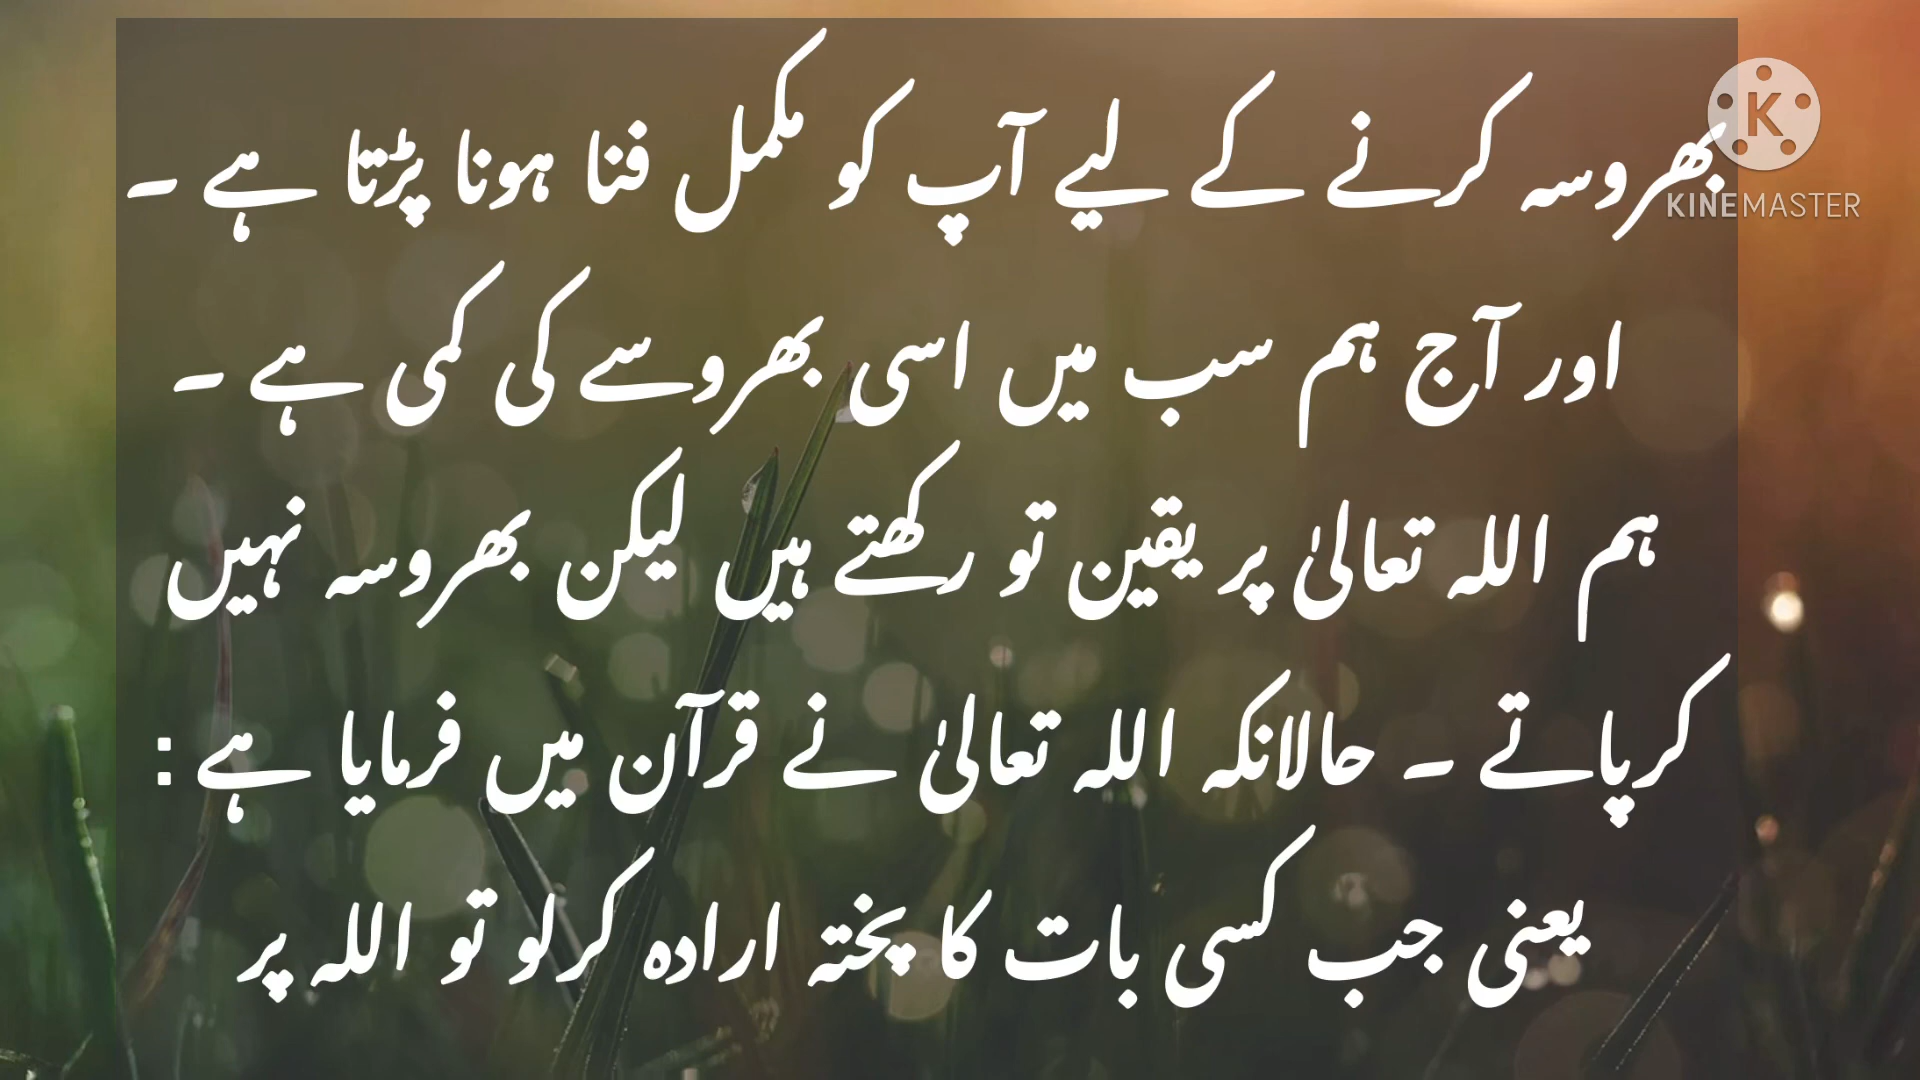 بھروسہ کرنے کے لیے آپ کو مکمل فنا ہونا پڑتا ہے ۔
اور آج ہم سب میں اسی بھروسے کی کمی ہے ۔
ہم اللہ تعالیٰ پر یقین تو رکھتے ہیں لیکن بھروسہ نہیں
کرپاتے ۔ حالانکہ اللہ تعالیٰ نے قرآن میں فرمایا ہے :
یعنی جب کسی بات کا پختہ ارادہ کرلو تو اللہ پر
K
KINEMASTER